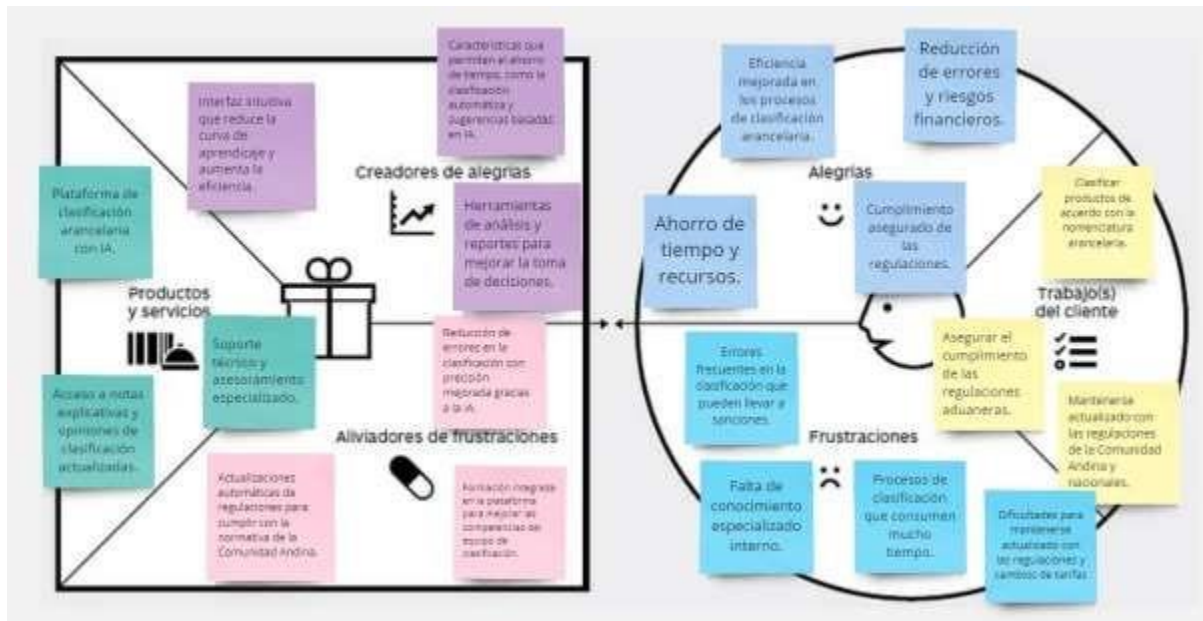 Características que
permiten el ahorro
de tiempo, como la
clasificación
automática y
sugerencias basadas
en IA.
Interfaz intuitiva
que reduce la
curva de
aprendizaje y
aumenta la
eficiencia.
Creadores de alegrías
Herramientas
de análisis y
reportes para
mejorar la toma
de decisiones.
Plataforma de
clasificación
arancelaria
con IA.
Productos
y servicios
Soporte
técnico y
asesoramiento
especializado.
Acceso a notas
explicativas y
opiniones de
clasificación
actualizadas.
Reducción de
errores en la
clasificación con
precisión
mejorada gracias
a la IA.
Aliviadores de frustraciones
Actualizaciones
automáticas de
regulaciones para
cumplir con la
normativa de la
Comunidad Andina.
Formación integrada
en la plataforma
para mejorar las
competencias de
equipo de
clasificación.
Eficiencia
mejorada en
los procesos
de clasificación
arancelaria.
Reducción
de errores
y riesgos
financieros.
Alegrías
Ahorro de
tiempo y
recursos.
Cumplimiento
asegurado de
las
regulaciones.
Clasificar
productos de
acuerdo con la
nomenclatura
arancelaria.
Trabajo(s)
del cliente
Asegurar el
cumplimiento
de las
regulaciones
aduaneras.
Mantenerse
actualizado con
las regulaciones
de la Comunidad
Andina y
nacionales.
Errores
frecuentes en la
clasificación que
pueden llevar a
sanciones.
Frustraciones
Falta de
conocimiento
especializado
interno.
Procesos de
clasificación
que consumen
mucho
tiempo.
Dificultades para
mantenerse
actualizado con
las regulaciones y
cambios de tarifas